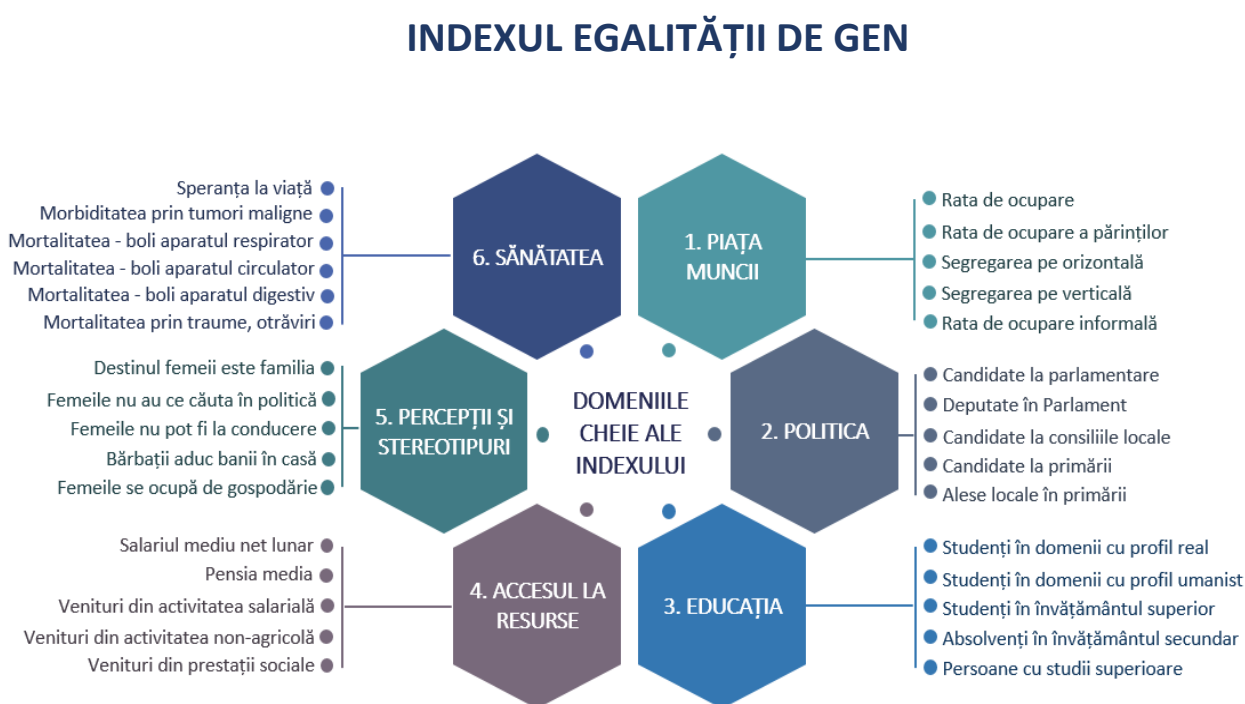 INDEXUL EGALITĂȚII DE GEN
Speranța la viață
Morbiditatea prin tumori maligne
Mortalitatea - boli aparatul respirator
Mortalitatea - boli aparatul circulator
Mortalitatea - boli aparatul digestiv
Mortalitatea prin traume, otrăviri
6. SĂNĂTATEA
1. PIAȚA
MUNCII
Rata de ocupare
Rata de ocupare a părinților
Segregarea pe orizontală
Segregarea pe verticală
Rata de ocupare informală
Destinul femeii este familia
Femeile nu au ce căuta în politică
Femeile nu pot fi la conducere
Bărbații aduc banii în casă
Femeile se ocupă de gospodărie
5. PERCEPȚII ȘI
STEREOTIPURI
DOMENIILE
CHEIE ALE
INDEXULUI
2. POLITICA
Candidate la parlamentare
Deputate în Parlament
Candidate la consiliile locale
Candidate la primării
Alese locale în primării
Salariul mediu net lunar
Pensia media
Venituri din activitatea salarială
Venituri din activitatea non-agricolă
Venituri din prestații sociale
4. ACCESUL LA
RESURSE
3. EDUCAȚIA
Studenți în domenii cu profil real
Studenți în domenii cu profil umanist
Studenți în învățământul superior
Absolvenți în învățământul secundar
Persoane cu studii superioare